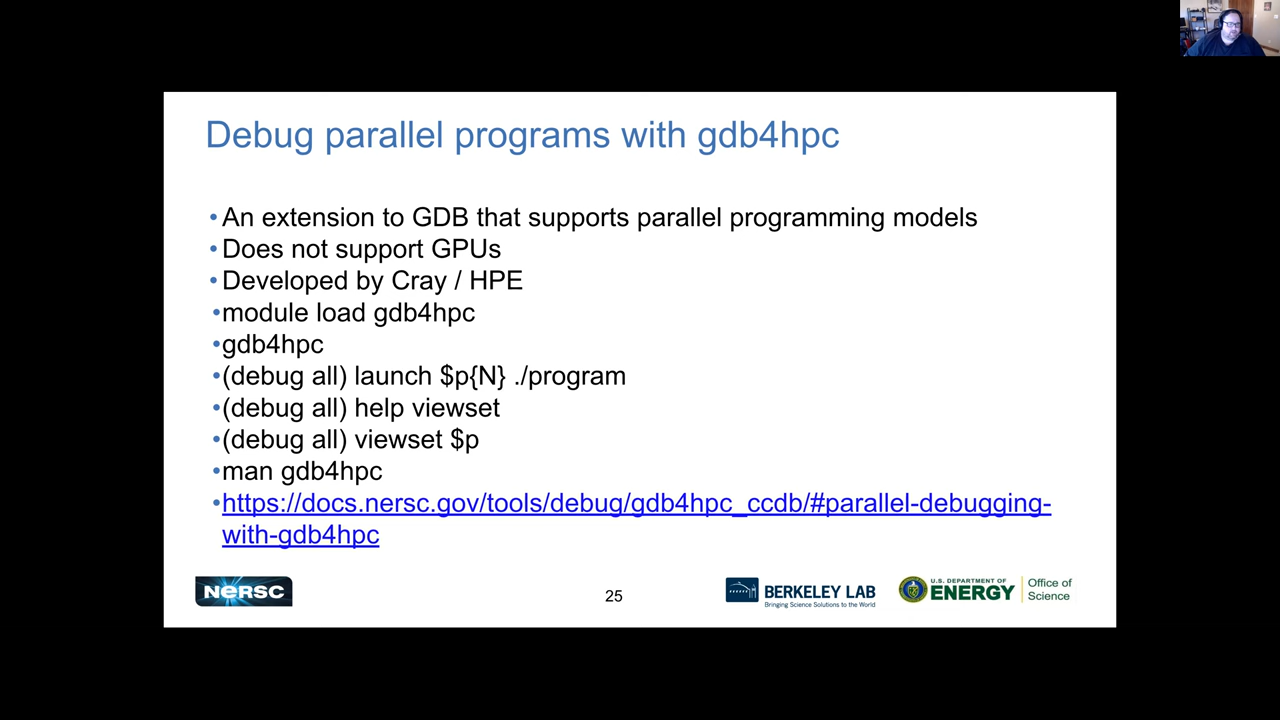 Debug parallel programs with gdb4hpc
•An extension to GDB that supports parallel programming models
•Does not support GPUs
•Developed by Cray / HPE
•module load gdb4hpc
•gdb4hpc
•(debug all) launch $p{N} ./program
•(debug all) help viewset
•(debug all) viewset $p
•man gdb4hpc
•https://docs.nersc.gov/tools/debug/gdb4hpc_ccdb/#parallel-debugging-
with-gdb4hpc
NERSC
25
BERKELEY LAB
Bringing Science Solutions to the World
U.S. DEPARTMENT OF
ENERGY
Office of
Science